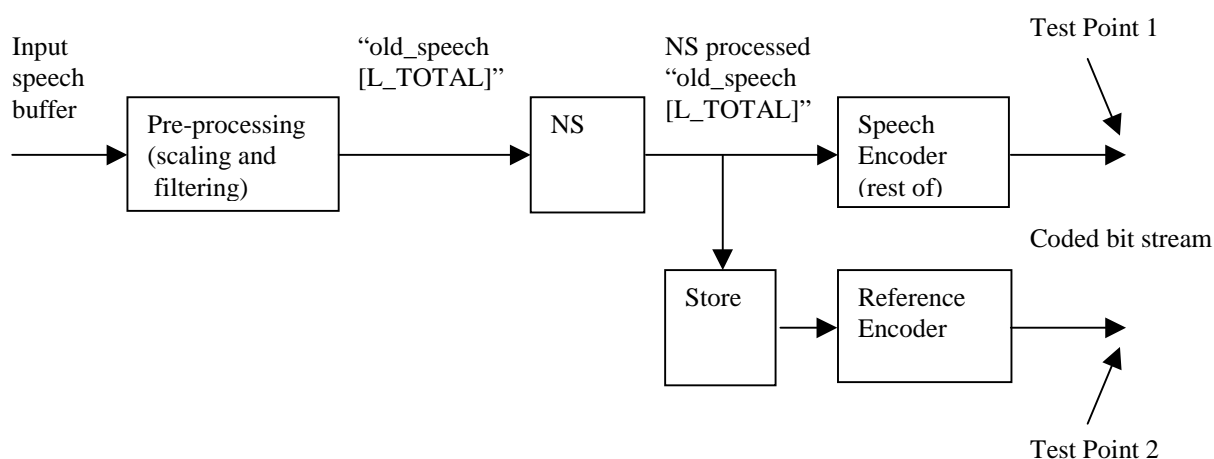 Test Point 1
Input
speech
buffer
“old_speech
[L_TOTAL]”
NS processed
“old_speech
[L_TOTAL]”
Pre-processing
(scaling and
filtering)
NS
Speech
Encoder
(rest of)
Coded bit stream
Store
Reference
Encoder
Test Point 2